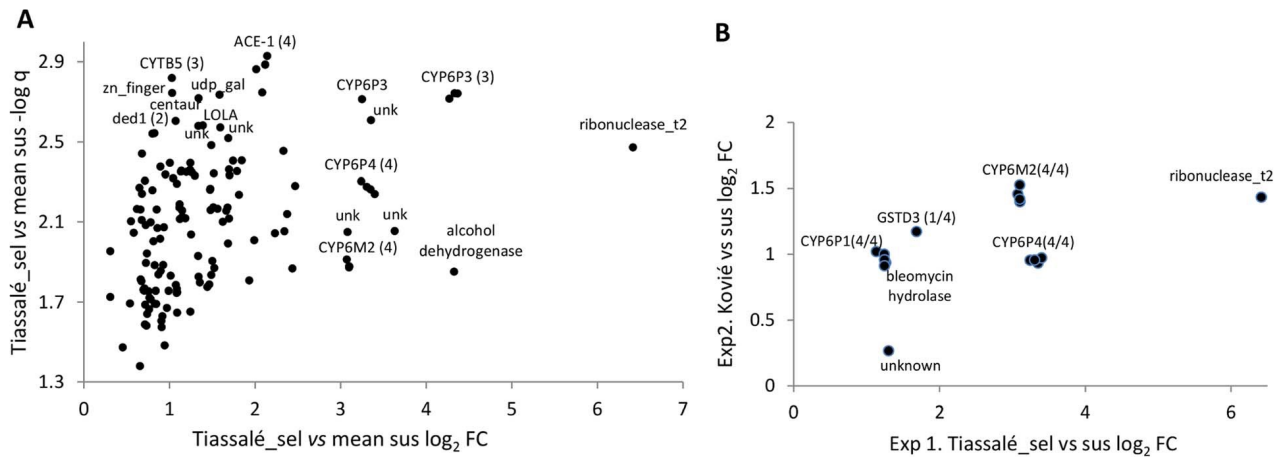 A
Tiassalé_sel vs mean sus -log q
2.9
2.5
2.1
1.7
1.3
ACE-1 (4)
CYTB5 (3)
zn_finger
udp_gal
centaur
ded1 (2)
LOLA
unk
unk
CYP6P3
CYP6P3 (3)
unk
ribonuclease_t2
CYP6P4 (4)
unk
unk
CYP6M2 (4)
alcohol
dehydrogenase
0 1 2 3 4 5 6 7
Tiassalé_sel vs mean sus log₂ FC
B
Exp2. Kovié vs sus log₂ FC
2
1.5
1
0.5
0
CYP6M2(4/4)
ribonuclease_t2
GSTD3 (1/4)
CYP6P1(4/4)
CYP6P4(4/4)
bleomycin
hydrolase
unknown
0 2 4 6
Exp 1. Tiassalé_sel vs sus log₂ FC